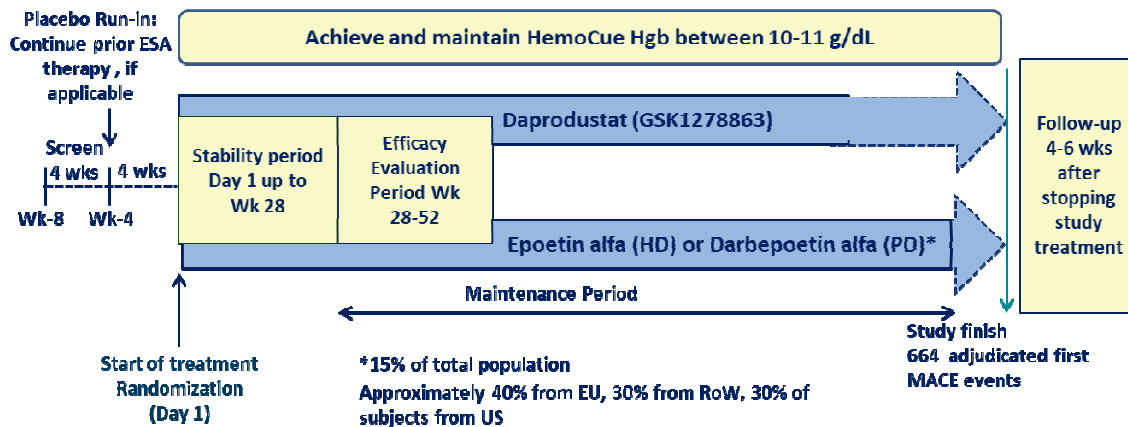 Placebo Run-in:
Continue prior ESA
therapy , if
applicable
Achieve and maintain HemoCue Hgb between 10-11 g/dL
Screen
4 wks
4 wks
Wk-8
Wk-4
Daprodustat (GSK1278863)
Stability period
Day 1 up to
Wk 28
Efficacy
Evaluation
Period Wk
28-52
Epoetin alfa (HD) or Darbepoetin alfa (PD)*
Follow-up
4-6 wks
after
stopping
study
treatment
Maintenance Period
Start of treatment
Randomization
(Day 1)
*15% of total population
Approximately 40% from EU, 30% from RoW, 30% of
subjects from US
Study finish
664 adjudicated first
MACE events